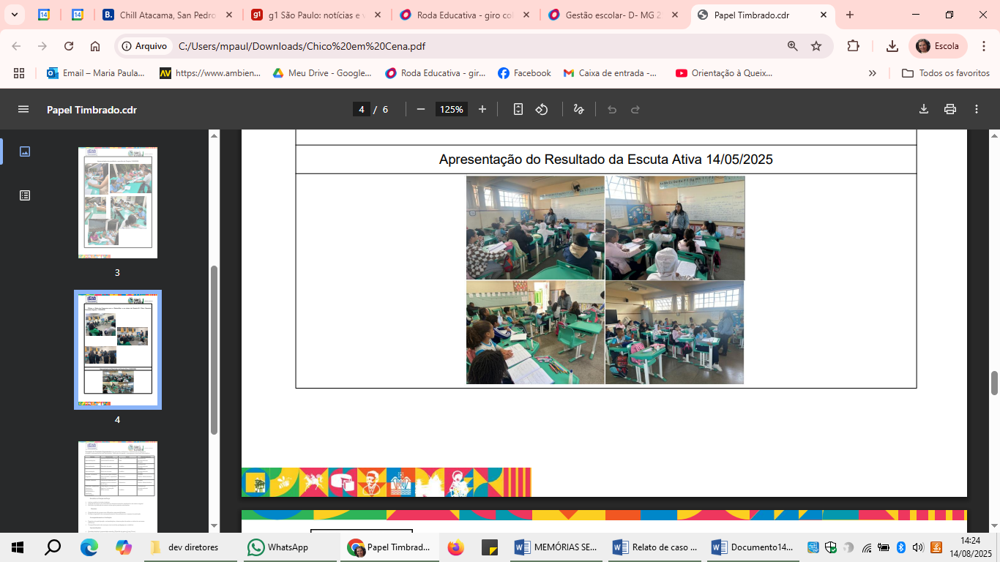 14
14
B.
Chill Atacama, San Pedro
g1
g1 São Paulo: notícias e v
Roda Educativa - giro col
Gestão escolar- D- MG 2
Papel Timbrado.cdr
Arquivo
C:/Users/mpaul/Downloads/Chico%20em%20Cena.pdf
Escola
Email – Maria Paula...
AV
https://www.ambien...
Meu Drive - Google...
Roda Educativa - gir...
Facebook
Caixa de entrada -...
Orientação à Queix...
Todos os favoritos
Papel Timbrado.cdr
4 / 6
125%
3
4
Apresentação do Resultado da Escuta Ativa 14/05/2025
dev diretores
WhatsApp
Papel Timbrad...
MEMÓRIAS SE...
Relato de caso ...
Documento14...
14:24
14/08/2025